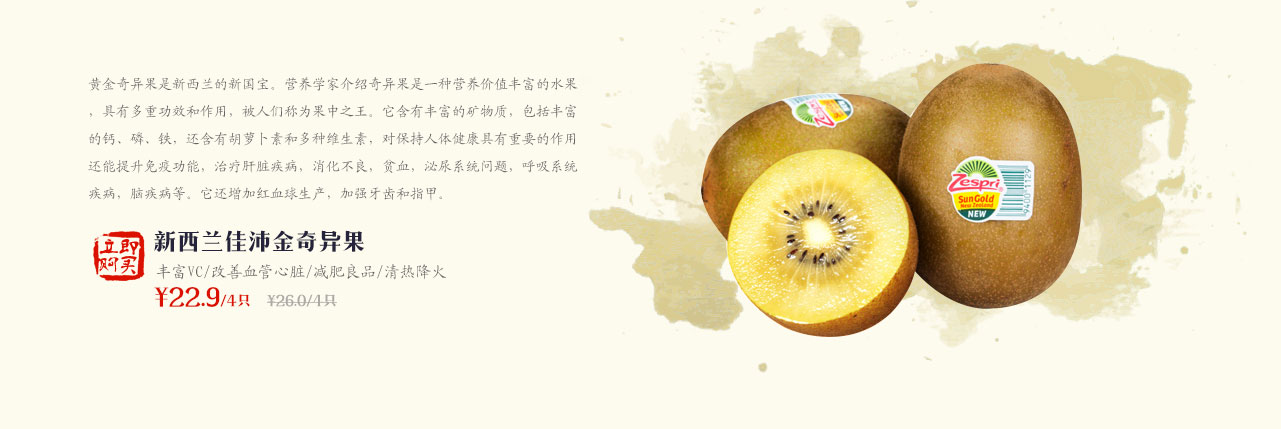 黄金奇异果是新西兰的新国宝。营养学家介绍奇异果是一种营养价值丰富的水果
，具有多重功效和作用，被人们称为果中之王。它含有丰富的矿物质，包括丰富
的钙、磷、铁，还含有胡萝卜素和多种维生素，对保持人体健康具有重要的作用
还能提升免疫功能，治疗肝脏疾病，消化不良，贫血，泌尿系统问题，呼吸系统
疾病，脑疾病等。它还增加红血球生产，加强牙齿和指甲。
立即
购买
新西兰佳沛金奇异果
丰富VC/改善血管心脏/减肥良品/清热降火
¥22.9/4只 ¥26.0/4只
Zespri
Zespri
SunGold
New Zealand
NEW
9400 1129